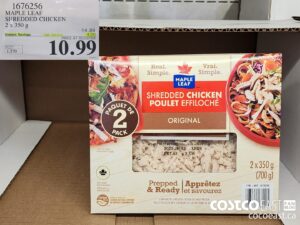 1676256
MAPLE LEAF
SHREDDED CHICKEN
2 x 350 g
10.99
Real. Simple.
Vrai. Simple.
MAPLE LEAF
SHREDDED CHICKEN
POULET EFFILOCHÉ
ORIGINAL
PAQUET DE
2
PACK
2 x 350 g
(700 g)
Prepped & Ready
Apprêtez et savourez
COSTCO EAST
cocoeast.ca